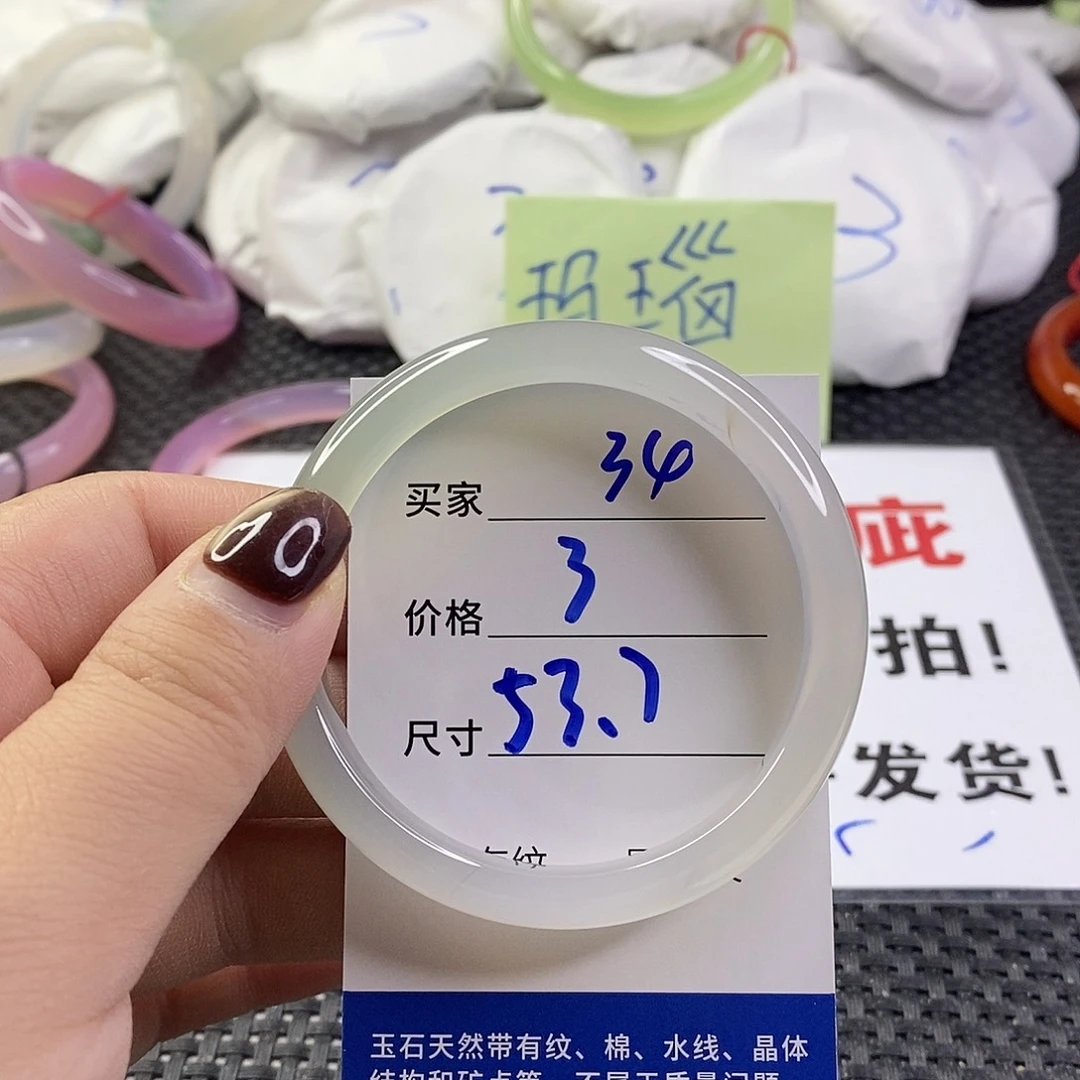 玛瑙
买家 34
价格 3
尺寸 53.7
疵
拍！
发货！
玉石天然带有纹、棉、水线、晶体